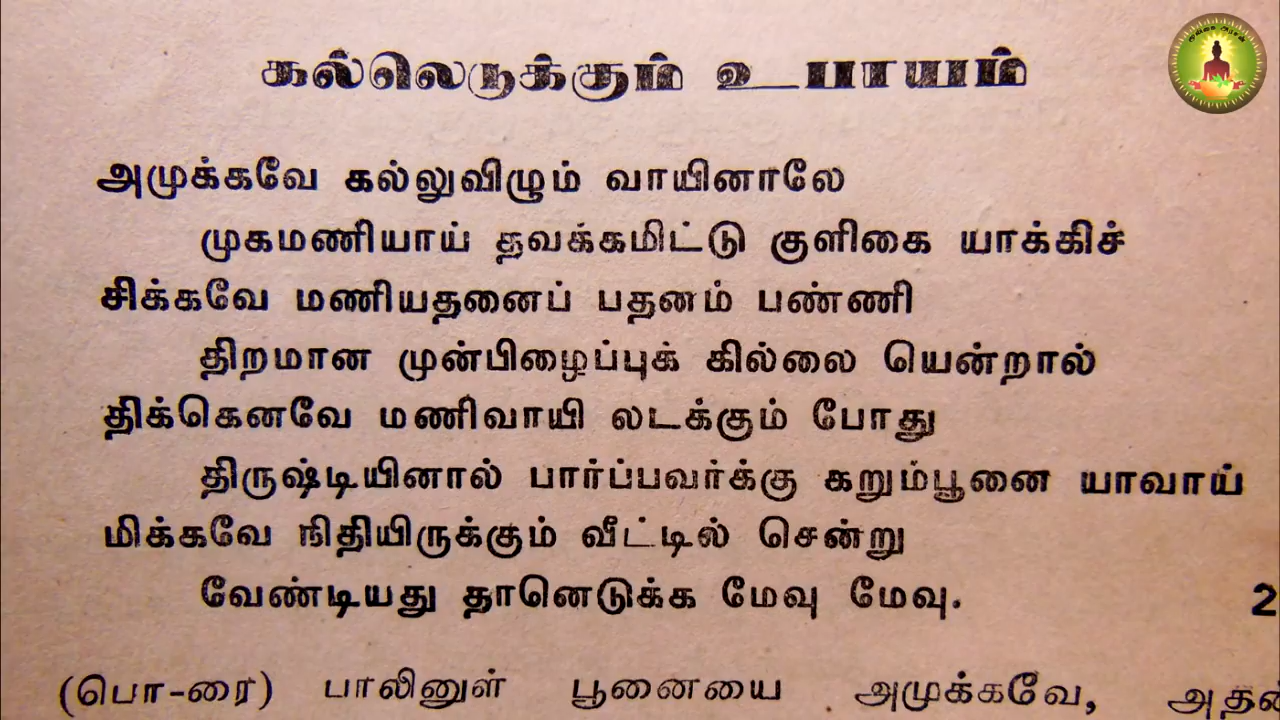 கல்லெடுக்கும் உபாயம்
அமுக்கவே கல்லுவிழும் வாயினாலே
முகமணியாய் தவக்கமிட்டு குளிகை யாக்கிச்
சிக்கவே மணியதனைப் பதனம் பண்ணி
திறமான முன்பிழைப்புக் கில்லை யென்றால்
திக்கெனவே மணிவாயி லடக்கும் போது
திருஷ்டியினால் பார்ப்பவர்க்கு கறும்பூனை யாவாய்
மிக்கவே நிதியிருக்கும் வீட்டில் சென்று
வேண்டியது தானெடுக்க மேவு மேவு. 2
(பொ-ரை) பாலினுள் பூனையை அமுக்கவே,